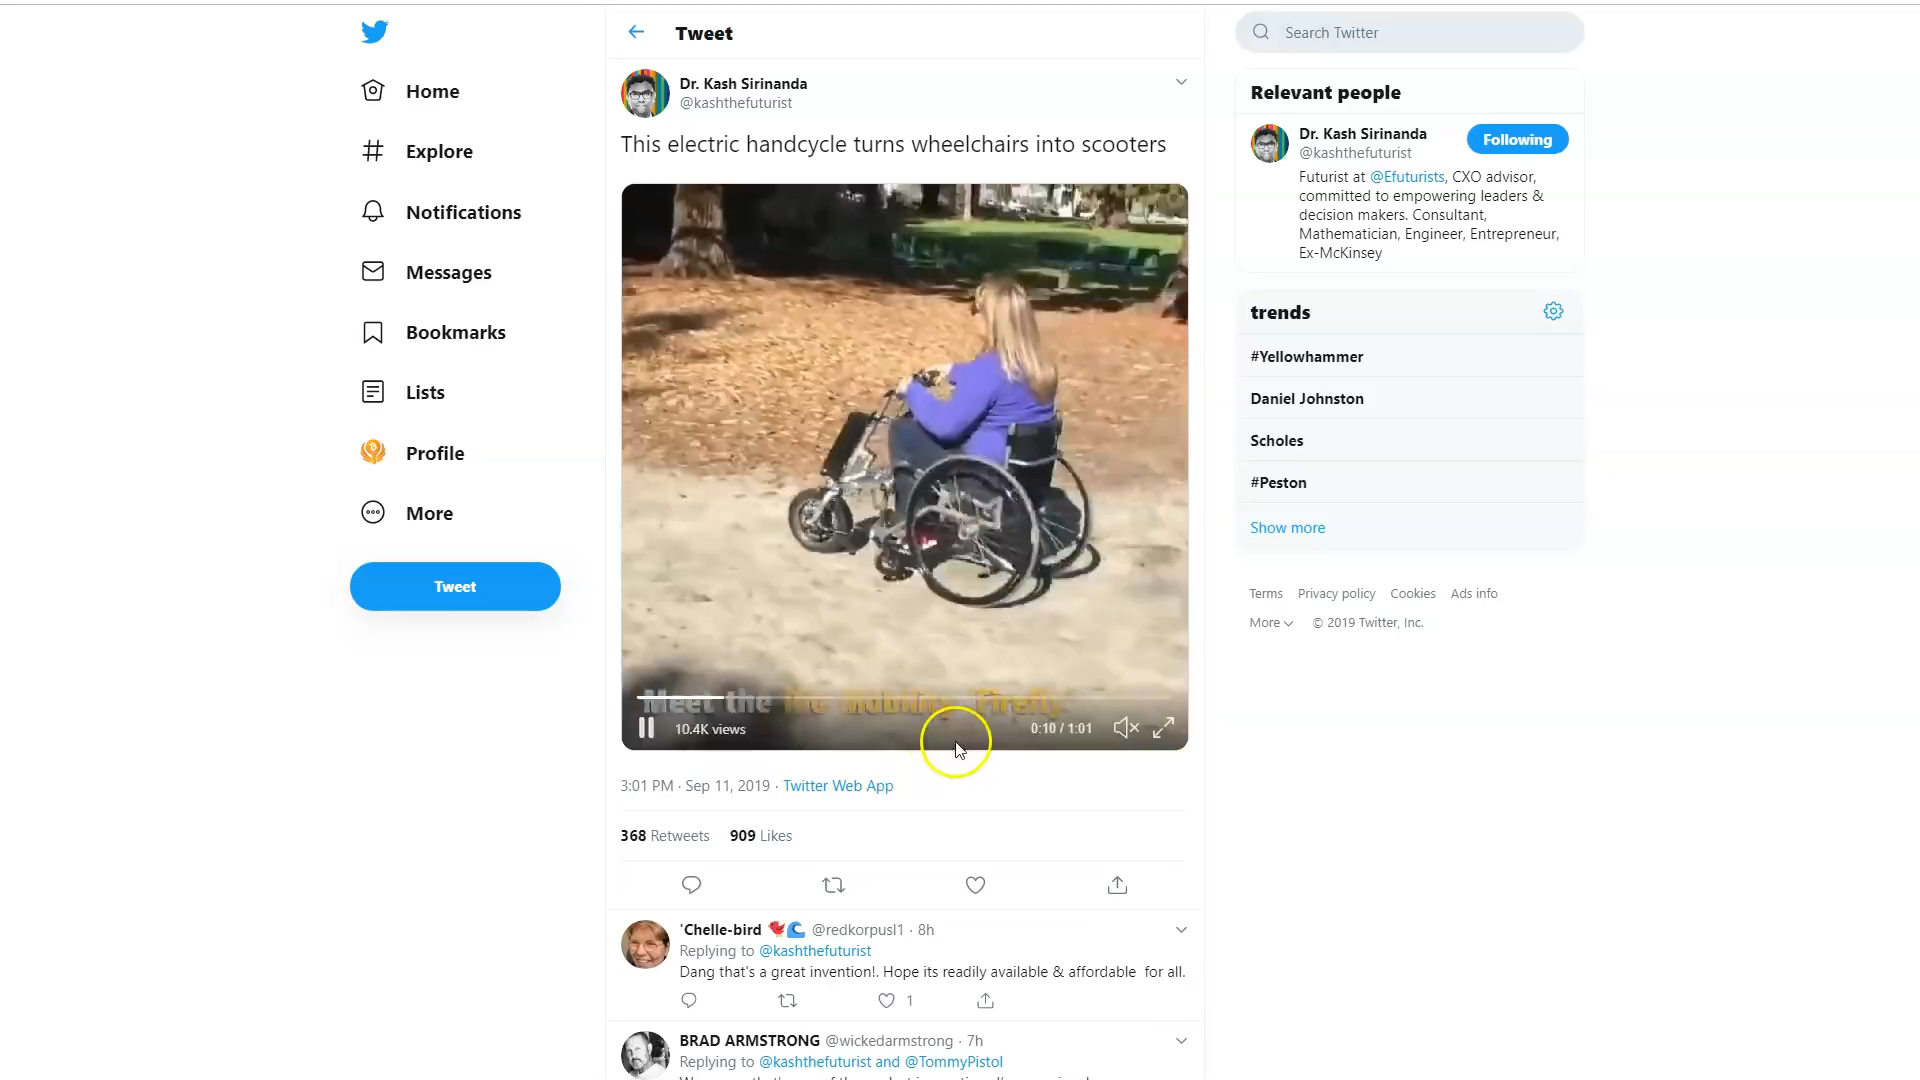 Tweet
Search Twitter
Home
Explore
Notifications
Messages
Bookmarks
Lists
Profile
More
Tweet
Dr. Kash Sirinanda
@kashthefuturist
This electric handcycle turns wheelchairs into scooters
Meet the Rio Mobility Firefly
10.4K views
0:10 / 1:01
3:01 PM · Sep 11, 2019 · Twitter Web App
368 Retweets 909 Likes
'Chelle-bird @redkorpusl1 · 8h
Replying to @kashthefuturist
Dang that's a great invention!. Hope its readily available & affordable for all.
1
BRAD ARMSTRONG @wickedarmstrong · 7h
Replying to @kashthefuturist and @TommyPistol
Relevant people
Dr. Kash Sirinanda
@kashthefuturist
Following
Futurist at @Efuturists, CXO advisor,
committed to empowering leaders &
decision makers. Consultant,
Mathematician, Engineer, Entrepreneur,
Ex-McKinsey
trends
#Yellowhammer
Daniel Johnston
Scholes
#Peston
Show more
Terms Privacy policy Cookies Ads info
More © 2019 Twitter, Inc.